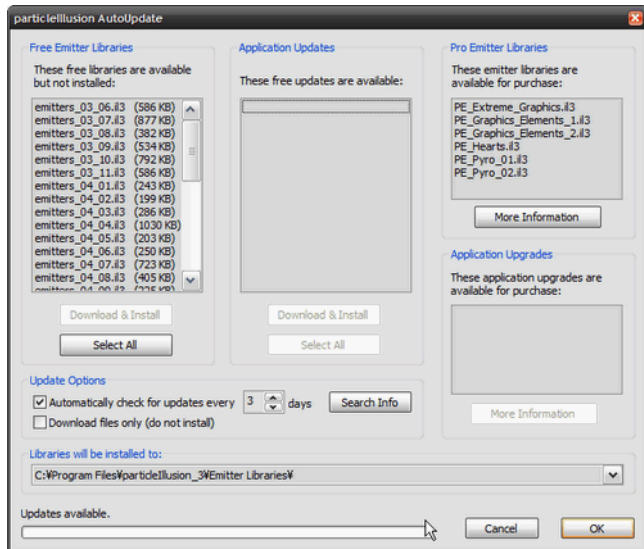 particleIllusion AutoUpdate
Free Emitter Libraries
These free libraries are available
but not installed:
emitters_03_06.il3 (586 KB)
emitters_03_07.il3 (877 KB)
emitters_03_08.il3 (382 KB)
emitters_03_09.il3 (534 KB)
emitters_03_10.il3 (792 KB)
emitters_03_11.il3 (586 KB)
emitters_04_01.il3 (243 KB)
emitters_04_02.il3 (199 KB)
emitters_04_03.il3 (286 KB)
emitters_04_04.il3 (1030 KB)
emitters_04_05.il3 (203 KB)
emitters_04_06.il3 (250 KB)
emitters_04_07.il3 (723 KB)
emitters_04_08.il3 (405 KB)
emitters_04_09.il3 (225 KB)
Download & Install
Select All
Application Updates
These free updates are available:
Download & Install
Select All
Pro Emitter Libraries
These emitter libraries are
available for purchase:
PE_Extreme_Graphics.il3
PE_Graphics_Elements_1.il3
PE_Graphics_Elements_2.il3
PE_Hearts.il3
PE_Pyro_01.il3
PE_Pyro_02.il3
More Information
Application Upgrades
These application upgrades are
available for purchase:
More Information
Update Options
Automatically check for updates every 3 days
Search Info
Download files only (do not install)
Libraries will be installed to:
C:¥Program Files¥particleIllusion_3¥Emitter Libraries¥
Updates available.
Cancel
OK